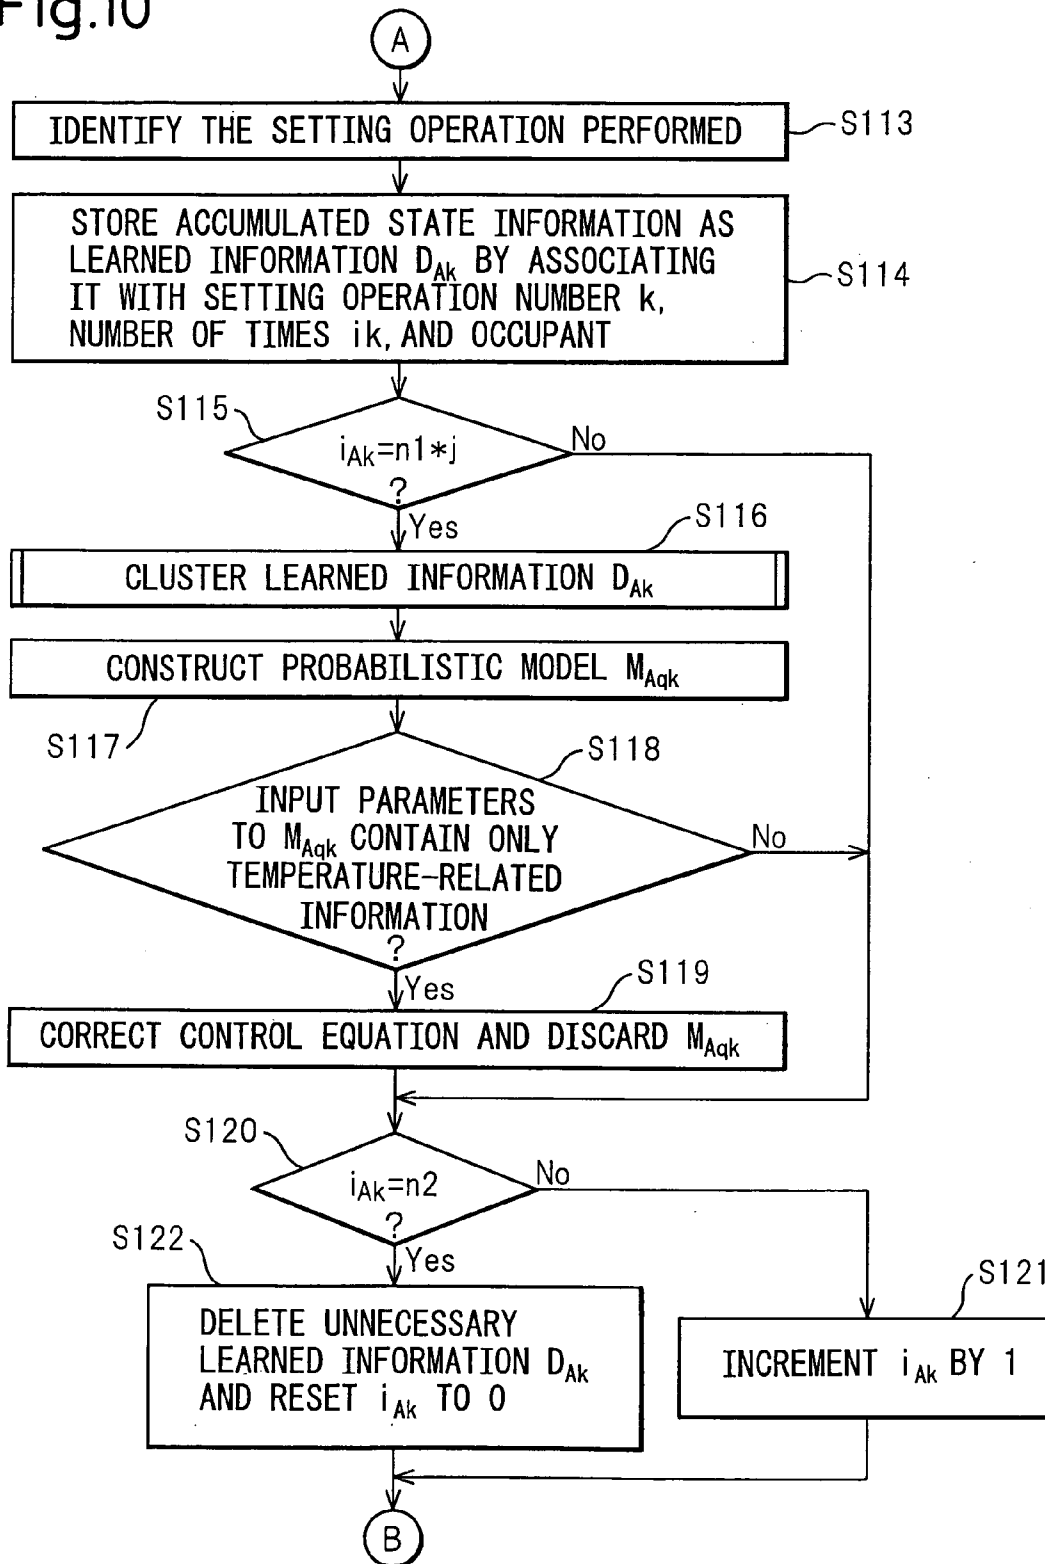 Fig.10
A
IDENTIFY THE SETTING OPERATION PERFORMED
S113
STORE ACCUMULATED STATE INFORMATION AS
LEARNED INFORMATION DAk BY ASSOCIATING
IT WITH SETTING OPERATION NUMBER k,
NUMBER OF TIMES ik, AND OCCUPANT
S114
S115
iAk=n1*j
?
No
Yes
S116
CLUSTER LEARNED INFORMATION DAk
CONSTRUCT PROBABILISTIC MODEL MAqk
S117
S118
INPUT PARAMETERS
TO MAqk CONTAIN ONLY
TEMPERATURE-RELATED
INFORMATION
?
No
Yes
S119
CORRECT CONTROL EQUATION AND DISCARD MAqk
S120
iAk=n2
?
No
Yes
S122
DELETE UNNECESSARY
LEARNED INFORMATION DAk
AND RESET iAk TO 0
S121
INCREMENT iAk BY 1
B